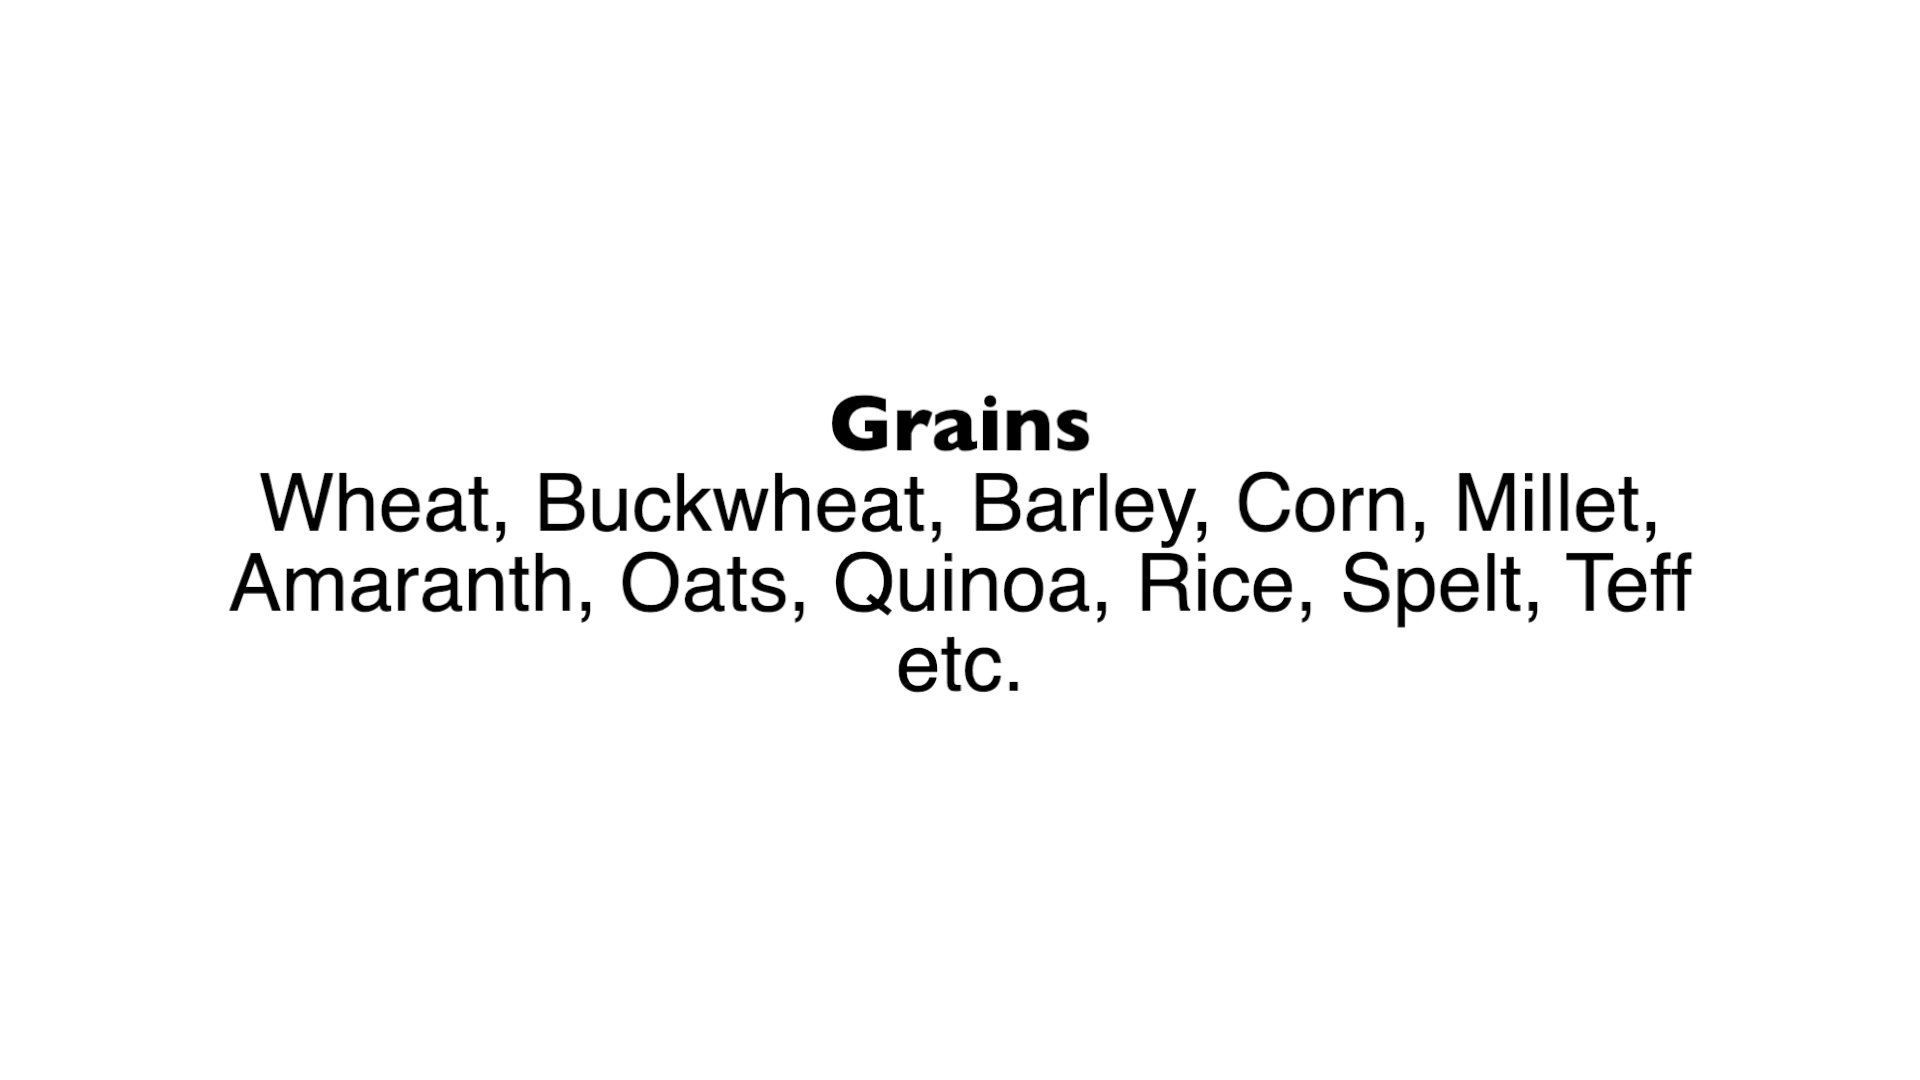 Grains
Wheat, Buckwheat, Barley, Corn, Millet,
Amaranth, Oats, Quinoa, Rice, Spelt, Teff
etc.